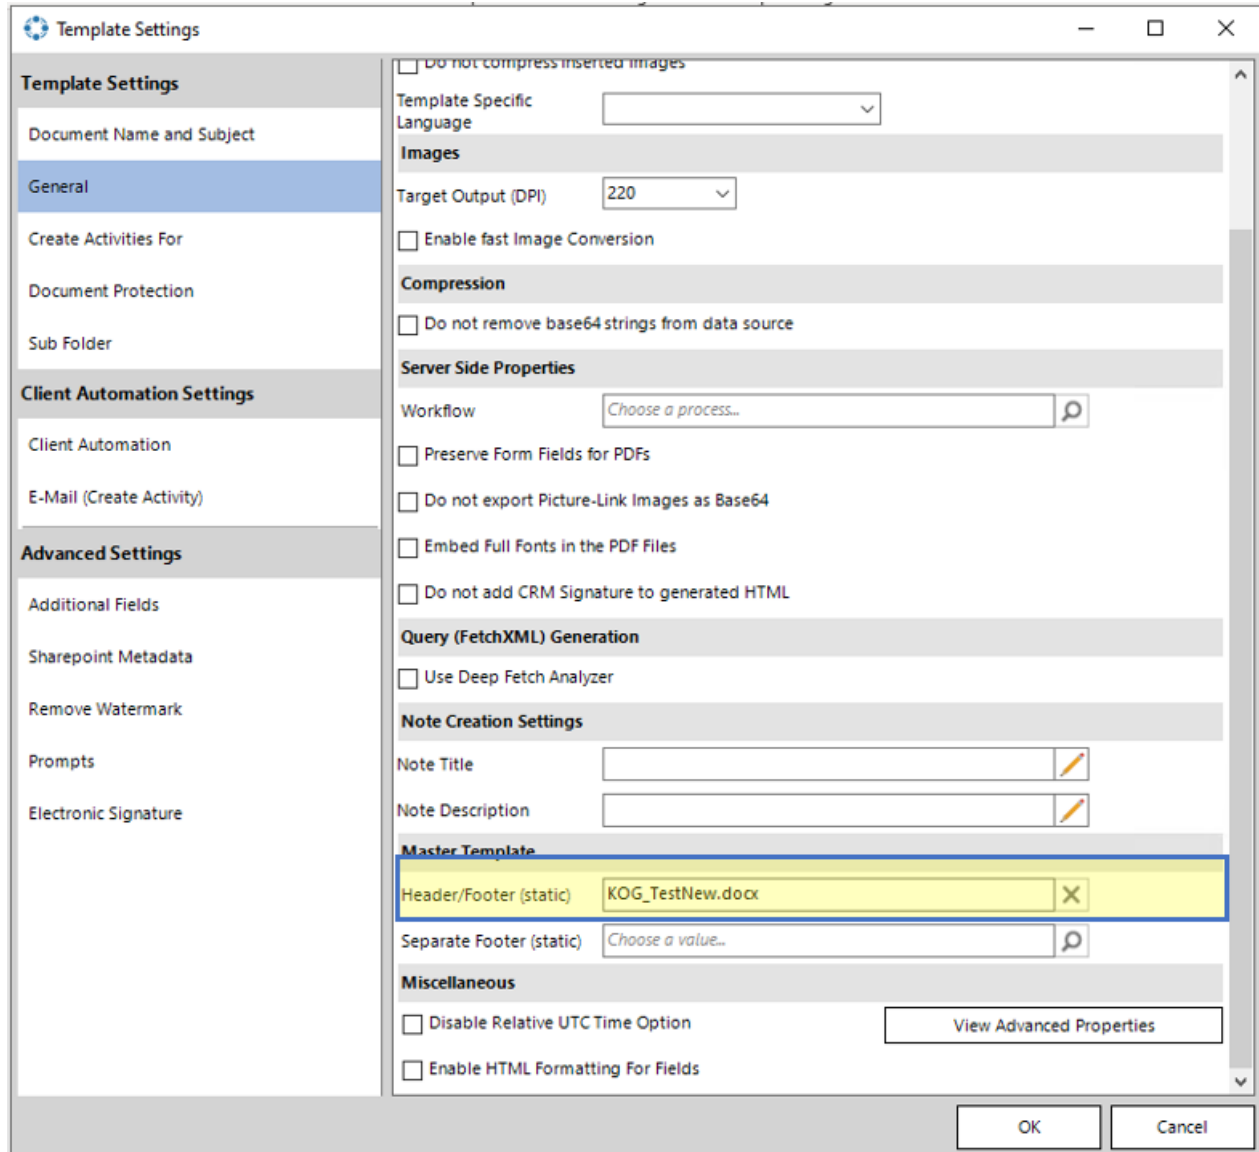 Template Settings
Template Settings
Document Name and Subject
General
Create Activities For
Document Protection
Sub Folder
Client Automation Settings
Client Automation
E-Mail (Create Activity)
Advanced Settings
Additional Fields
Sharepoint Metadata
Remove Watermark
Prompts
Electronic Signature
Do not compress inserted images
Template Specific
Language
Images
Target Output (DPI) 220
Enable fast Image Conversion
Compression
Do not remove base64 strings from data source
Server Side Properties
Workflow Choose a process...
Preserve Form Fields for PDFs
Do not export Picture-Link Images as Base64
Embed Full Fonts in the PDF Files
Do not add CRM Signature to generated HTML
Query (FetchXML) Generation
Use Deep Fetch Analyzer
Note Creation Settings
Note Title
Note Description
Master Template
Header/Footer (static) KOG_TestNew.docx
Separate Footer (static) Choose a value...
Miscellaneous
Disable Relative UTC Time Option View Advanced Properties
Enable HTML Formatting For Fields
OK Cancel